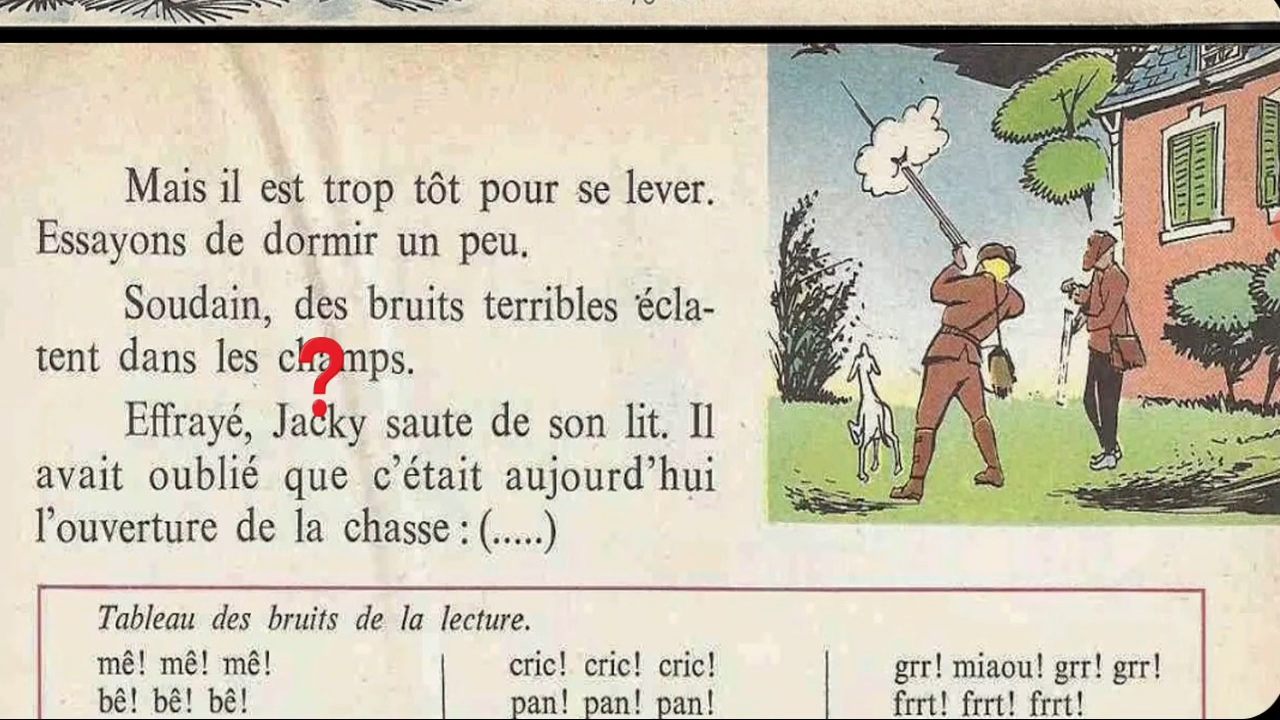 Mais il est trop tôt pour se lever.
Essayons de dormir un peu.
Soudain, des bruits terribles écla-
tent dans les champs.
?
Effrayé, Jacky saute de son lit. Il
avait oublié que c'était aujourd'hui
l'ouverture de la chasse : (.....)
Tableau des bruits de la lecture.
mê! mê! mê!
cric! cric! cric!
grr! miaou! grr! grr!
bê! bê! bê!
pan! pan! pan!
frrt! frrt! frrt!